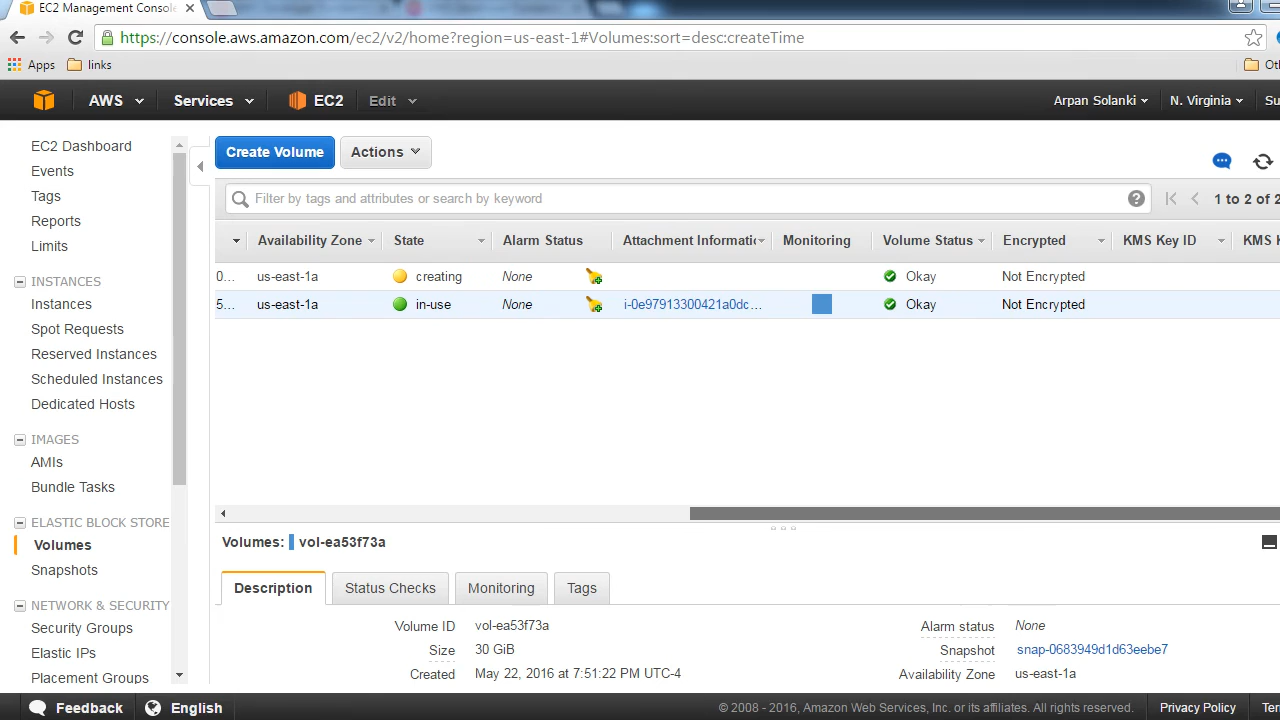 EC2 Management Conso
https://console.aws.amazon.com/ec2/v2/home?region=us-east-1#Volumes:sort=desc:createTime
Apps links
AWS Services EC2 Edit Arpan Solanki N. Virginia Su
EC2 Dashboard
Events
Tags
Reports
Limits
INSTANCES
Instances
Spot Requests
Reserved Instances
Scheduled Instances
Dedicated Hosts
IMAGES
AMIs
Bundle Tasks
ELASTIC BLOCK STORE
Volumes
Snapshots
NETWORK & SECURITY
Security Groups
Elastic IPs
Placement Groups
Create Volume Actions
Filter by tags and attributes or search by keyword 1 to 2 of 2
Availability Zone State Alarm Status Attachment Informati Monitoring Volume Status Encrypted KMS Key ID KMS K
0... us-east-1a creating None Okay Not Encrypted
5... us-east-1a in-use None i-0e97913300421a0dc... Okay Not Encrypted
Volumes: vol-ea53f73a
Description Status Checks Monitoring Tags
Volume ID vol-ea53f73a Alarm status None
Size 30 GiB Snapshot snap-0683949d1d63eebe7
Created May 22, 2016 at 7:51:22 PM UTC-4 Availability Zone us-east-1a
Feedback English © 2008 - 2016, Amazon Web Services, Inc. or its affiliates. All rights reserved. Privacy Policy Ter